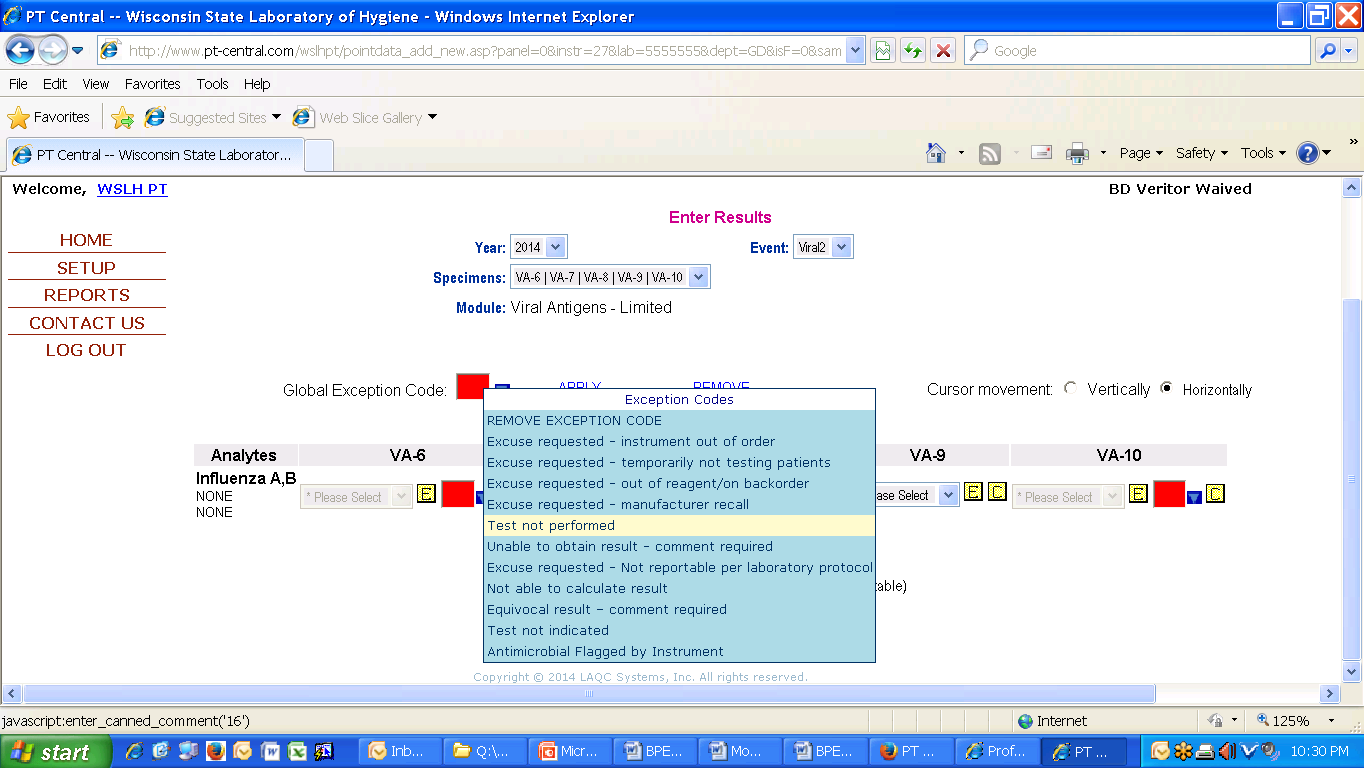 PT Central -- Wisconsin State Laboratory of Hygiene - Windows Internet Explorer
http://www.pt-central.com/wslhpt/pointdata_add_new.asp?panel=0&instr=27&lab=5555555&dept=GD&isF=0&sam
Google
File Edit View Favorites Tools Help
Favorites Suggested Sites Web Slice Gallery
PT Central -- Wisconsin State Laborator... Page Safety Tools
Welcome, WSLH PT BD Veritor Waived
Enter Results
HOME
SETUP
REPORTS
CONTACT US
LOG OUT
Year: 2014 Event: Viral2
Specimens: VA-6 | VA-7 | VA-8 | VA-9 | VA-10
Module: Viral Antigens - Limited
Global Exception Code: APPLY REMOVE Cursor movement: Vertically Horizontally
Exception Codes
REMOVE EXCEPTION CODE
Excuse requested - instrument out of order
Excuse requested - temporarily not testing patients
Excuse requested - out of reagent/on backorder
Excuse requested - manufacturer recall
Test not performed
Unable to obtain result - comment required
Excuse requested - Not reportable per laboratory protocol
Not able to calculate result
Equivocal result - comment required
Test not indicated
Antimicrobial Flagged by Instrument
Analytes VA-6 VA-9 VA-10
Influenza A,B
NONE * Please Select E ase Select E C * Please Select E C
NONE
table)
Copyright © 2014 LAQC Systems, Inc. All rights reserved.
javascript:enter_canned_comment('16') Internet 125%
start Inb... Q:\... Micr... BPE... Mo... BPE... PT ... Prof... PT ... 10:30 PM